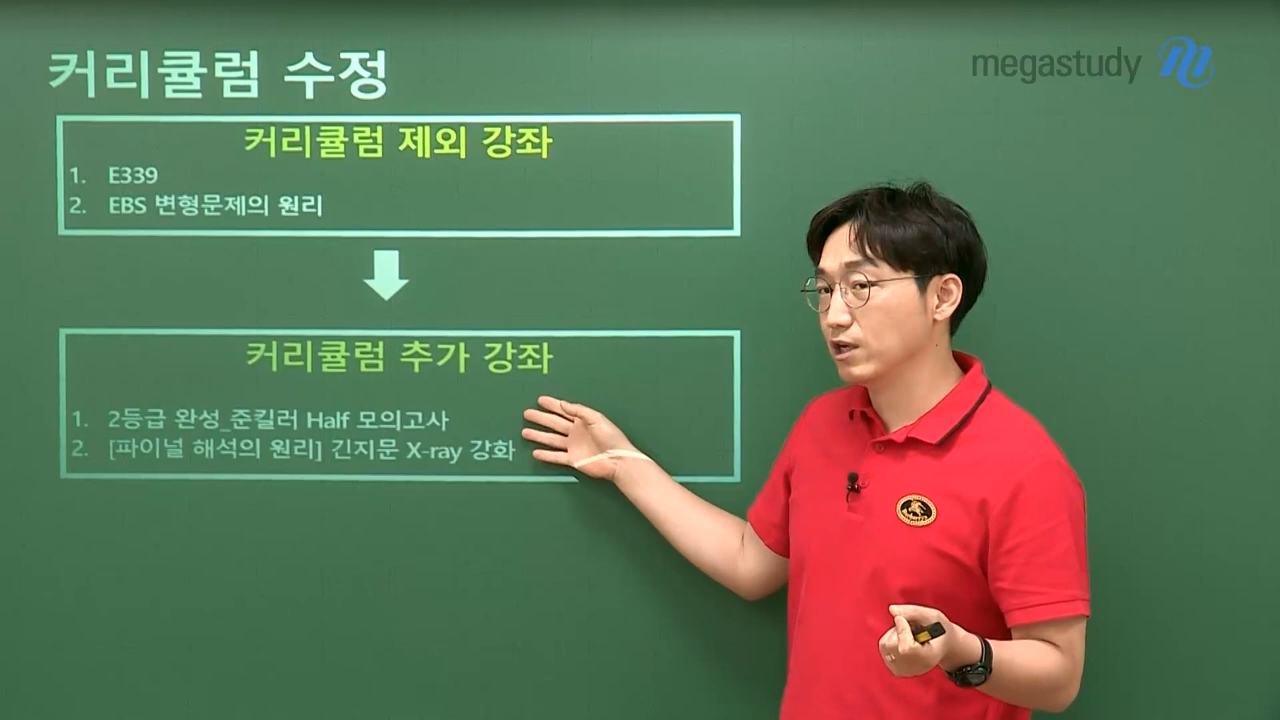 커리큘럼 수정
megastudy
커리큘럼 제외 강좌
1. E339
2. EBS 변형문제의 원리
커리큘럼 추가 강좌
1. 2등급 완성_준킬러 Half 모의고사
2. [파이널 해석의 원리] 긴지문 X-ray 강화